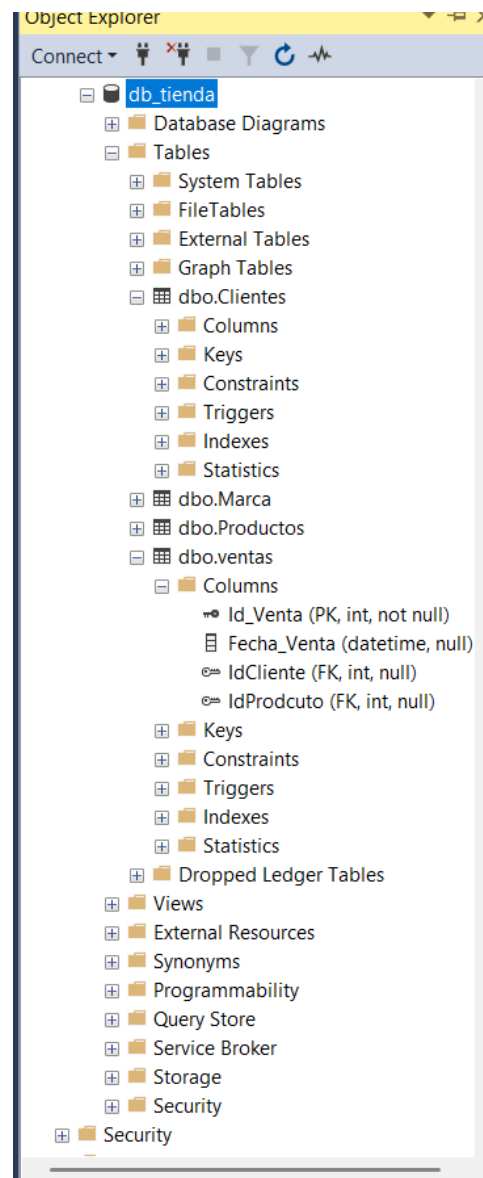 Object Explorer
Connect
db_tienda
Database Diagrams
Tables
System Tables
FileTables
External Tables
Graph Tables
dbo.Clientes
Columns
Keys
Constraints
Triggers
Indexes
Statistics
dbo.Marca
dbo.Productos
dbo.ventas
Columns
Id_Venta (PK, int, not null)
Fecha_Venta (datetime, null)
IdCliente (FK, int, null)
IdProdcuto (FK, int, null)
Keys
Constraints
Triggers
Indexes
Statistics
Dropped Ledger Tables
Views
External Resources
Synonyms
Programmability
Query Store
Service Broker
Storage
Security
Security